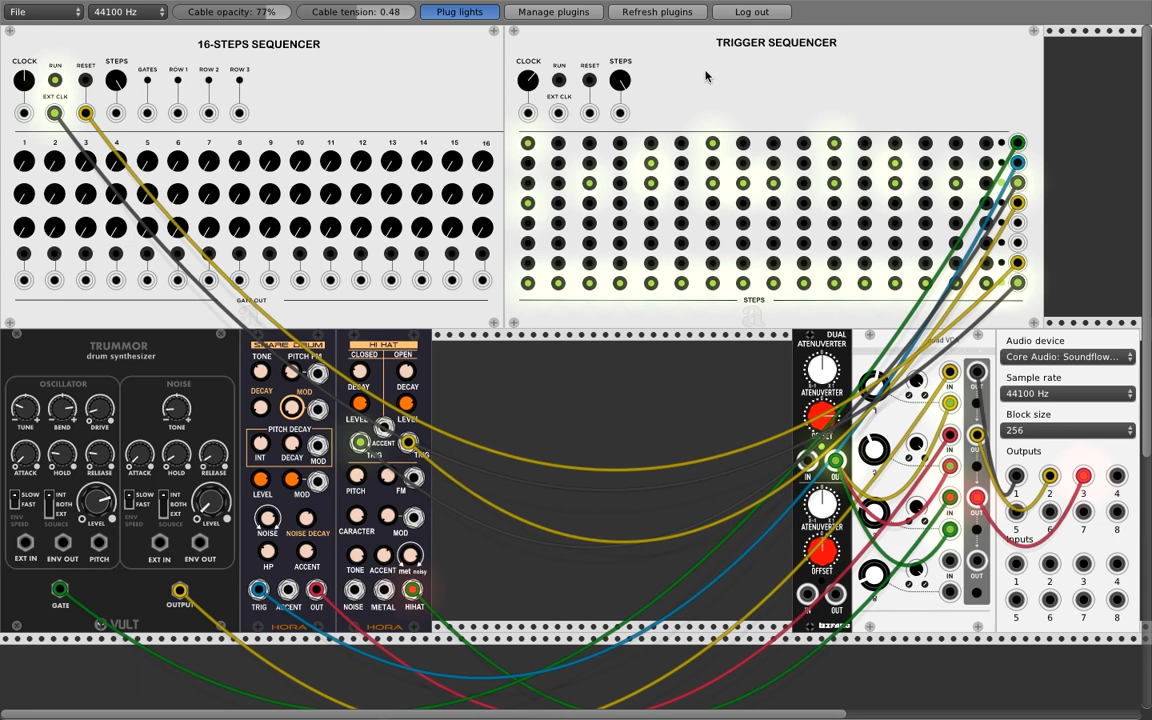 File 44100 Hz Cable opacity: 77% Cable tension: 0.48 Plug lights Manage plugins Refresh plugins Log out
16-STEPS SEQUENCER
CLOCK RUN RESET STEPS GATES ROW 1 ROW 2 ROW 3
EXT CLK
1 2 3 4 5 6 7 8 9 10 11 12 13 14 15 16
TRIGGER SEQUENCER
CLOCK RUN RESET STEPS
EXT CLK
STEPS
TRUMMOR
drum synthesizer
OSCILLATOR NOISE
TUNE BEND DRIVE TONE
ATTACK HOLD RELEASE ATTACK HOLD RELEASE
SLOW FAST INT BOTH EXT SLOW FAST INT BOTH EXT
ENV SPEED SOURCE LEVEL ENV SPEED SOURCE LEVEL
EXT IN ENV OUT PITCH EXT IN ENV OUT
GATE OUTPUT
VULT
SNARE DRUM
TONE PITCH FM
DECAY MOD
PITCH DECAY
INT DECAY MOD
LEVEL MOD
NOISE NOISE DECAY
HP ACCENT
TRIG ACCENT OUT
HORA
HI HAT
CLOSED OPEN
DECAY DECAY
LEVEL LEVEL
ACCENT
TRIG TRIG
PITCH FM
CARACTER MOD
TONE ACCENT met noisy
NOISE METAL HIHAT
HORA
DUAL
ATENUVERTER
X-1 X1
ATENUVERTER
OFFSET
IN OUT
ATENUVERTER
OFFSET
IN OUT
IN OUT
IN OUT
IN OUT
IN OUT
Audio device
Core Audio: Soundflow...
Sample rate
44100 Hz
Block size
256
Outputs
1 2 3 4
5 6 7 8
Inputs
1 2 3 4
5 6 7 8